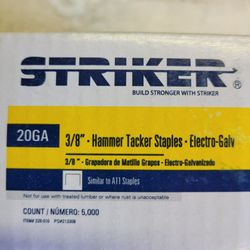 STRIKER®
BUILD STRONGER WITH STRIKER
20GA
3/8" · Hammer Tacker Staples · Electro-Galv
3/8" · Grapadora de Metillo Grapas · Electro-Galvanizado
Similar to A11 Staples
Not for use with treated lumber or where rust is unacceptable
COUNT / NÚMERO: 5,000